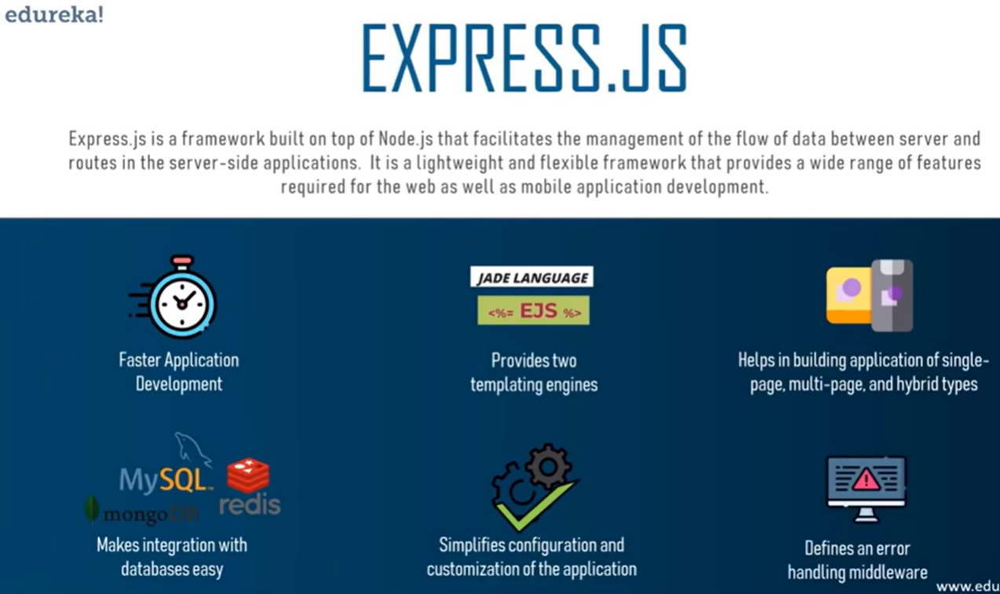 edureka!
EXPRESS.JS
Express.js is a framework built on top of Node.js that facilitates the management of the flow of data between server and
routes in the server-side applications. It is a lightweight and flexible framework that provides a wide range of features
required for the web as well as mobile application development.
Faster Application
Development
JADE LANGUAGE
<%= EJS %>
Provides two
templating engines
Helps in building application of single-
page, multi-page, and hybrid types
MySQL
redis
mongoDB
Makes integration with
databases easy
Simplifies configuration and
customization of the application
Defines an error
handling middleware
www.edu